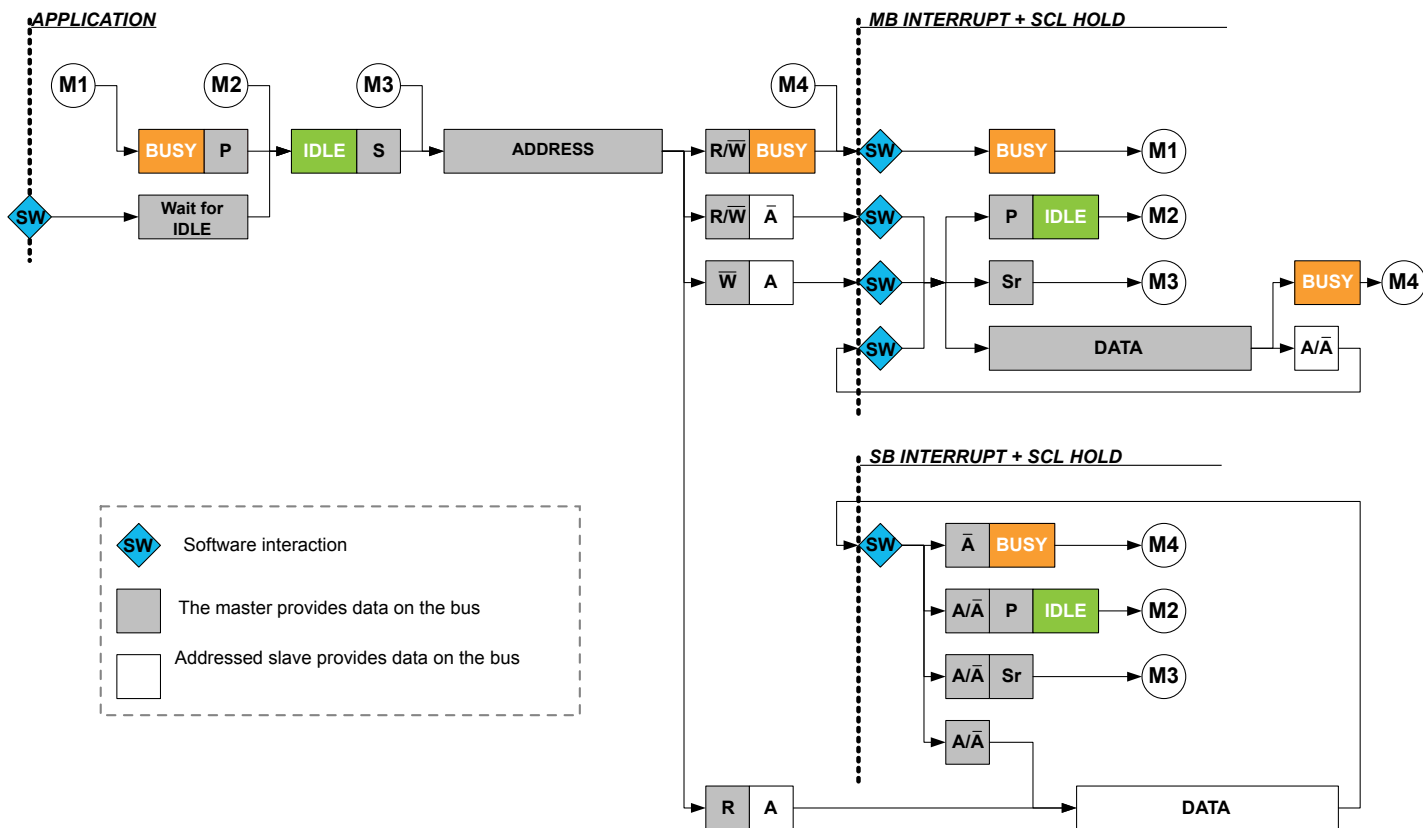 APPLICATION
MB INTERRUPT + SCL HOLD
M1
M2
M3
M4
BUSY P
IDLE S
ADDRESS
R/W̅ BUSY
SW
BUSY
M1
SW
Wait for
IDLE
R/W̅ A̅
SW
P IDLE
M2
W̅ A
SW
Sr
M3
BUSY
M4
SW
DATA
A/A̅
SB INTERRUPT + SCL HOLD
SW
A̅ BUSY
M4
A/A̅ P IDLE
M2
A/A̅ Sr
M3
A/A̅
R A
DATA
SW Software interaction
The master provides data on the bus
Addressed slave provides data on the bus